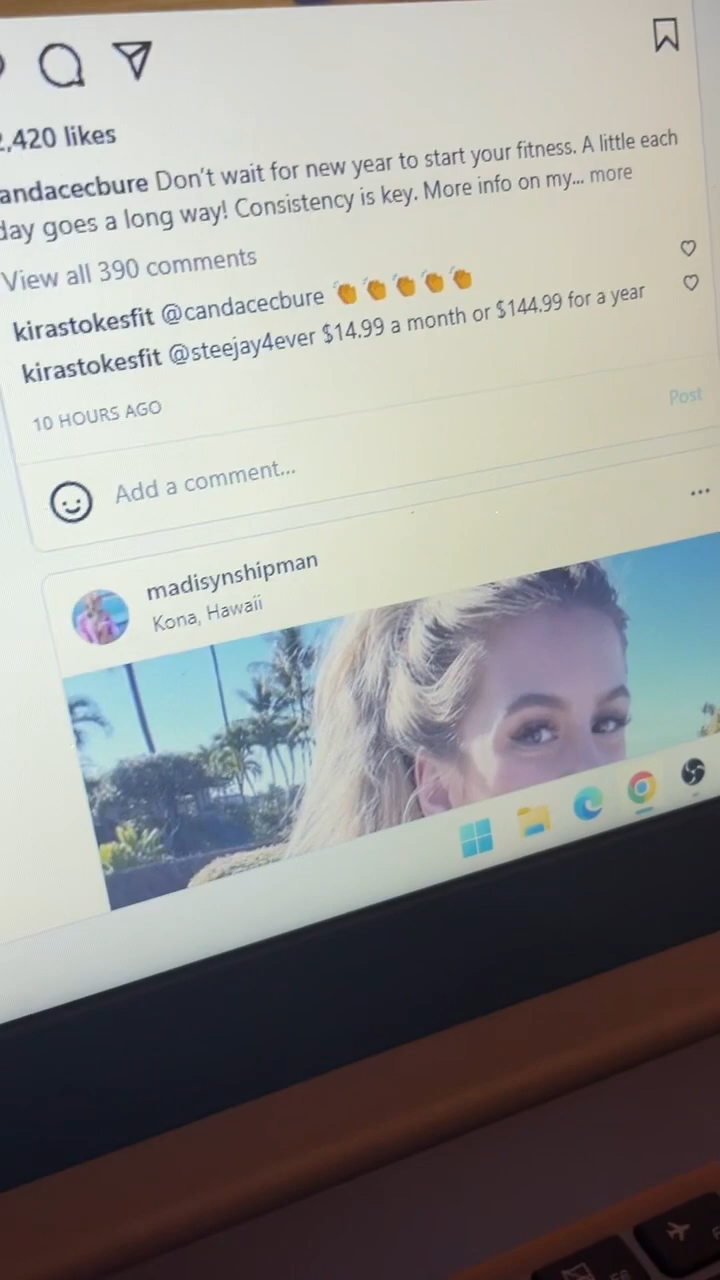 2,420 likes
andacecbure Don't wait for new year to start your fitness. A little each
day goes a long way! Consistency is key. More info on my... more
View all 390 comments
kirastokesfit @candacecbure 👏👏👏👏👏
kirastokesfit @steejay4ever $14.99 a month or $144.99 for a year
10 HOURS AGO
Add a comment...
Post
madisynshipman
Kona, Hawaii